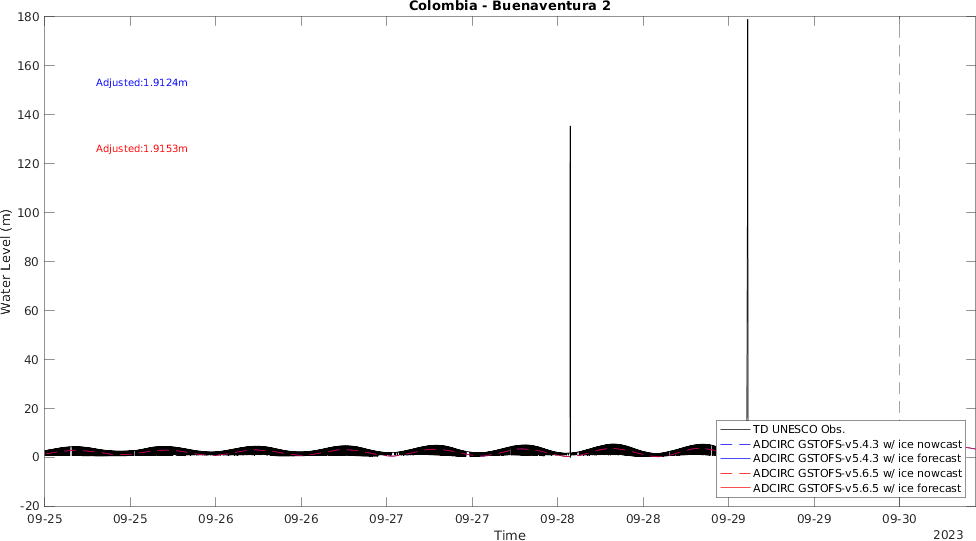 Colombia - Buenaventura 2
180
160
140
120
100
80
60
40
20
0
-20
Water Level (m)
Adjusted:1.9124m
Adjusted:1.9153m
TD UNESCO Obs.
ADCIRC GSTOFS-v5.4.3 w/ ice nowcast
ADCIRC GSTOFS-v5.4.3 w/ ice forecast
ADCIRC GSTOFS-v5.6.5 w/ ice nowcast
ADCIRC GSTOFS-v5.6.5 w/ ice forecast
09-25 09-25 09-26 09-26 09-27 09-27 09-28 09-28 09-29 09-29 09-30
Time
2023